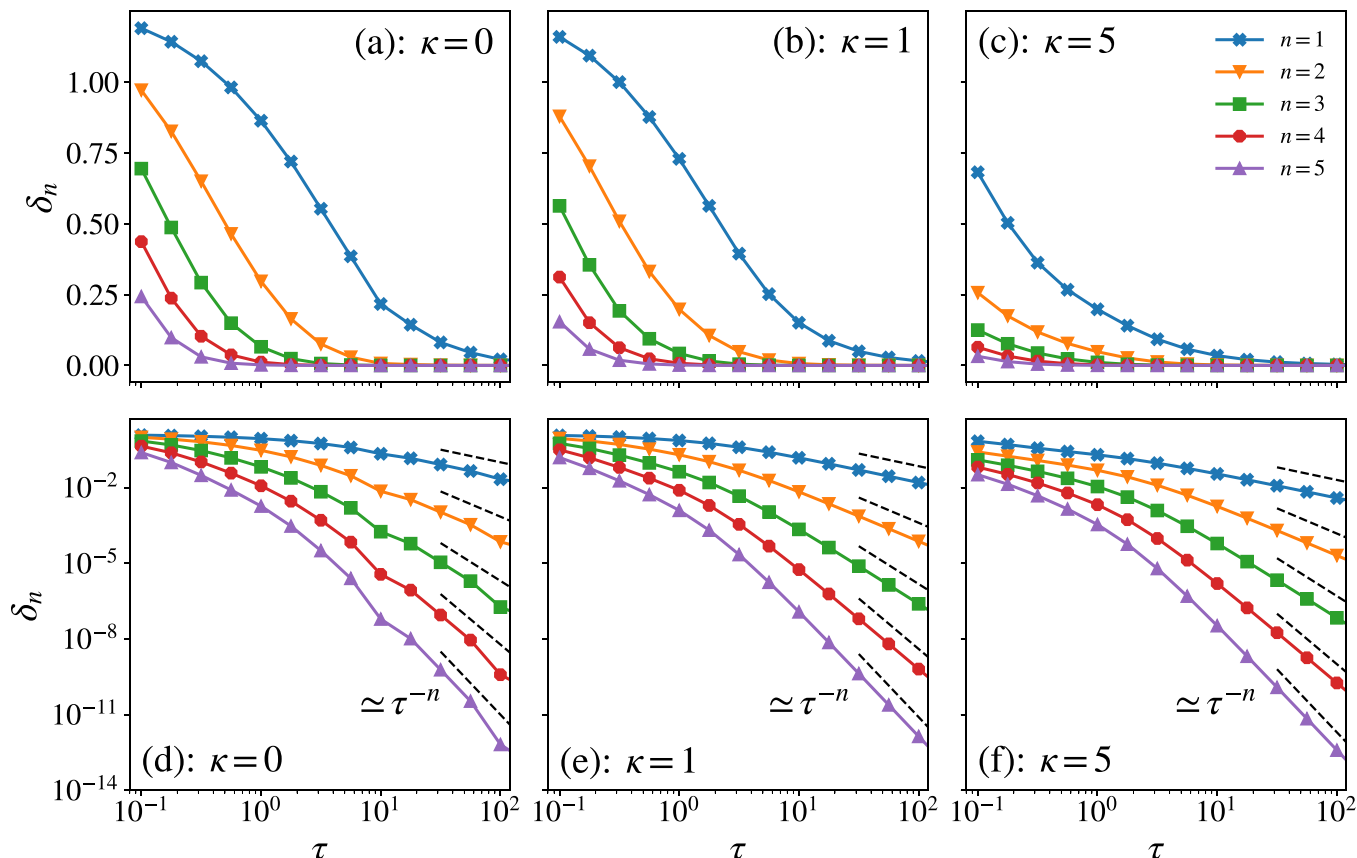 (a): κ = 0
(b): κ = 1
(c): κ = 5
n = 1
n = 2
n = 3
n = 4
n = 5
1.00
0.75
0.50
0.25
0.00
δₙ
10⁻²
10⁻⁵
10⁻⁸
10⁻¹¹
10⁻¹⁴
δₙ
≃ τ⁻ⁿ
≃ τ⁻ⁿ
≃ τ⁻ⁿ
(d): κ = 0
(e): κ = 1
(f): κ = 5
10⁻¹ 10⁰ 10¹ 10²
10⁻¹ 10⁰ 10¹ 10²
10⁻¹ 10⁰ 10¹ 10²
τ
τ
τ